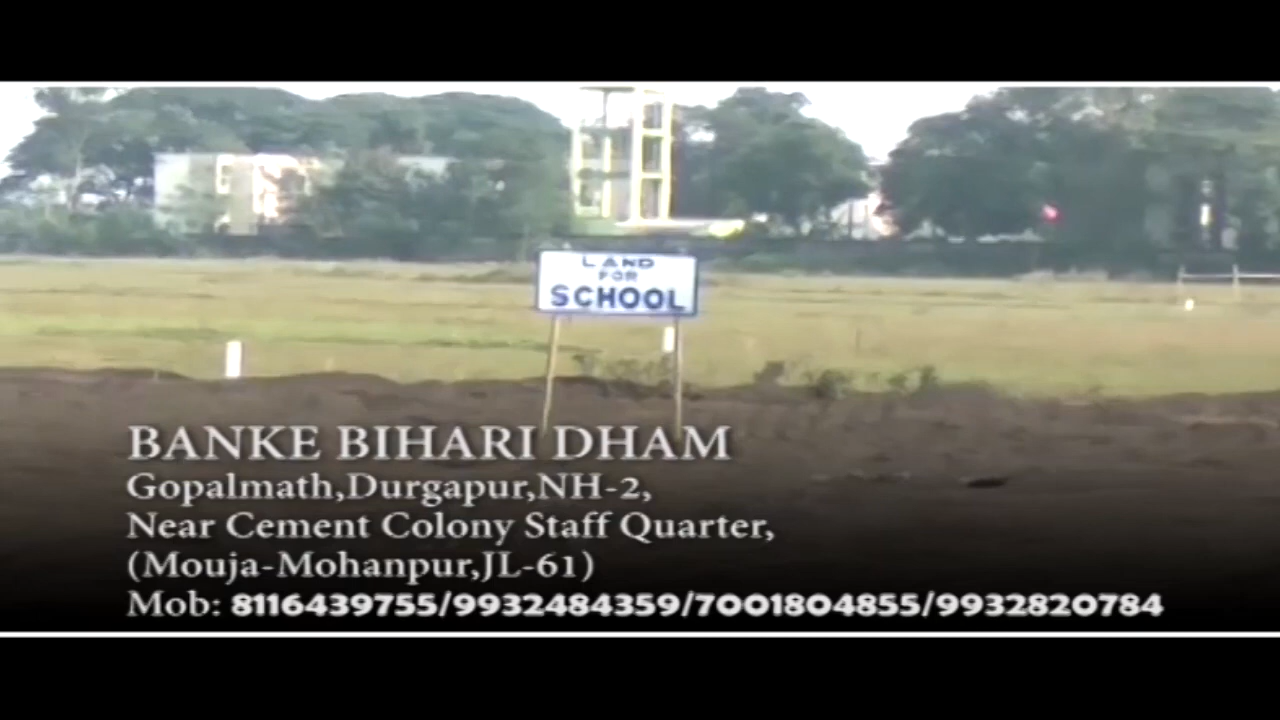 LAND
FOR
SCHOOL
BANKE BIHARI DHAM
Gopalmath,Durgapur,NH-2,
Near Cement Colony Staff Quarter,
(Mouja-Mohanpur,JL-61)
Mob: 8116439755/9932484359/7001804855/9932820784